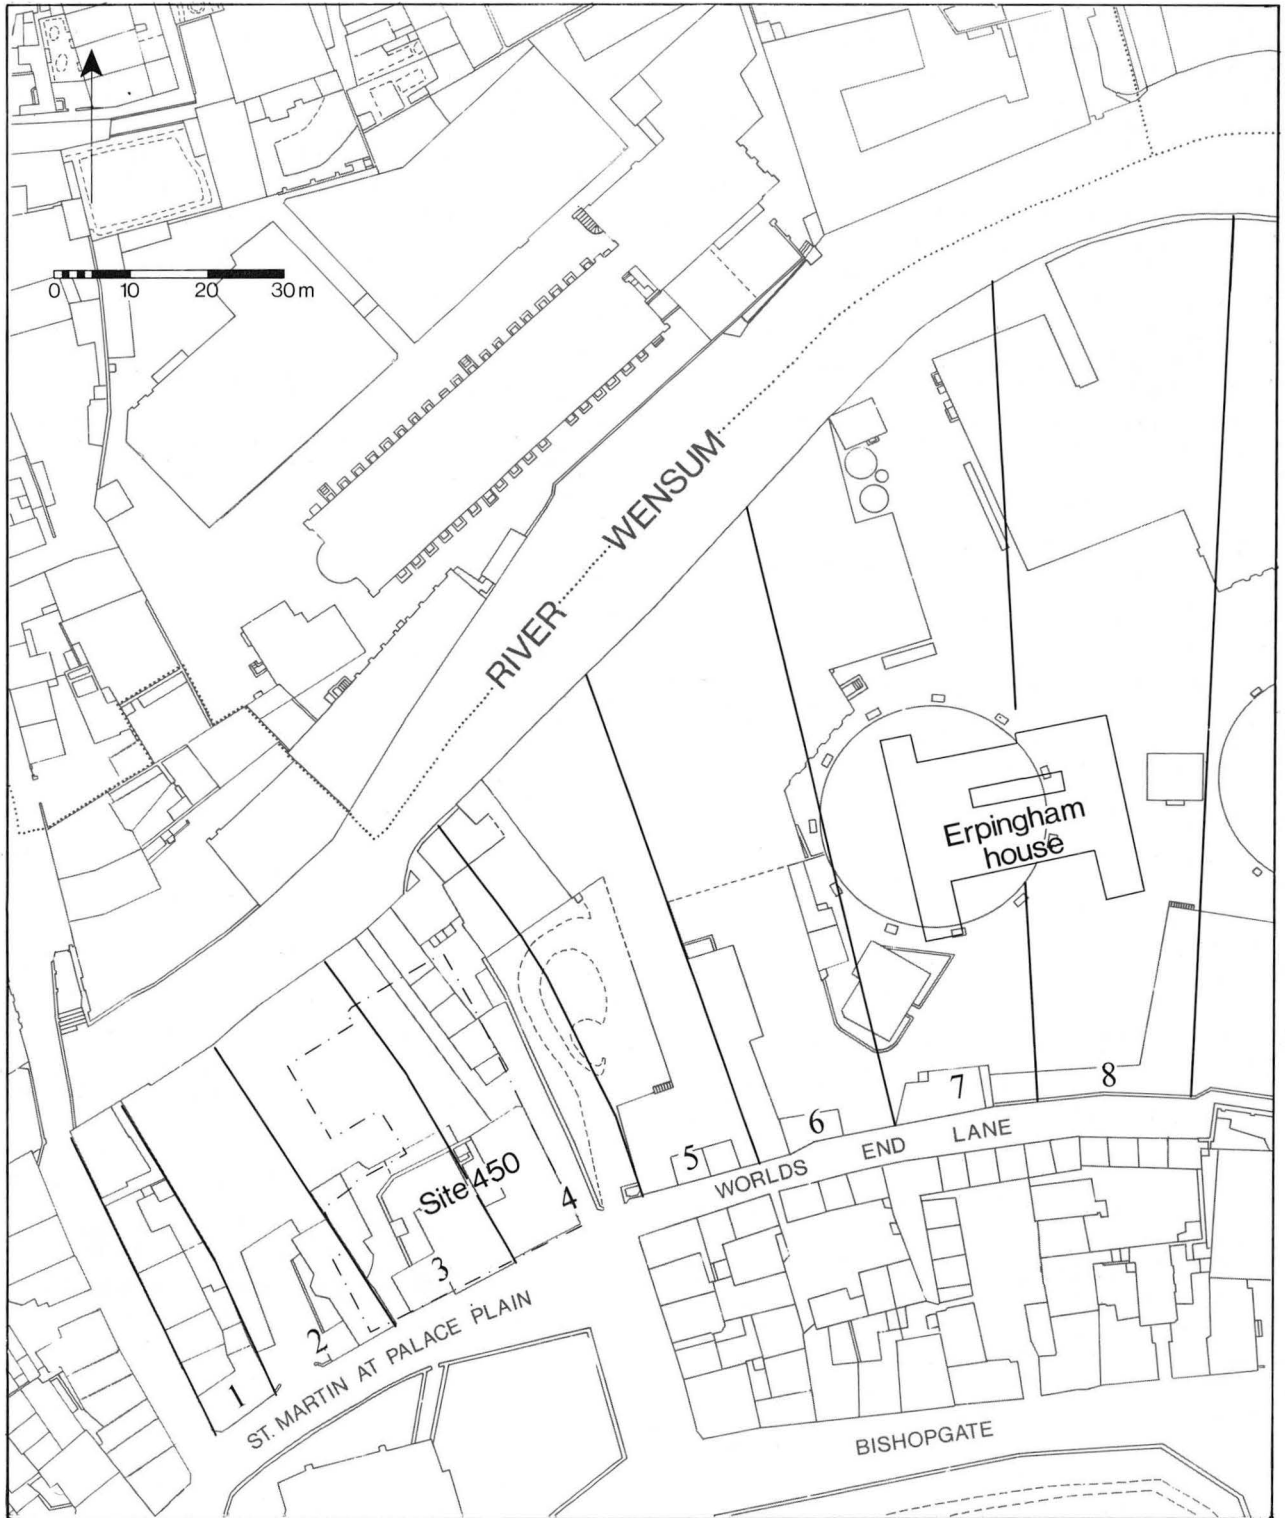 0 10 20 30 m
RIVER WENSUM
Erpingham
house
8
7
6
5
WORLDS END LANE
Site 450
4
3
2
1
ST. MARTIN AT PALACE PLAIN
BISHOPGATE